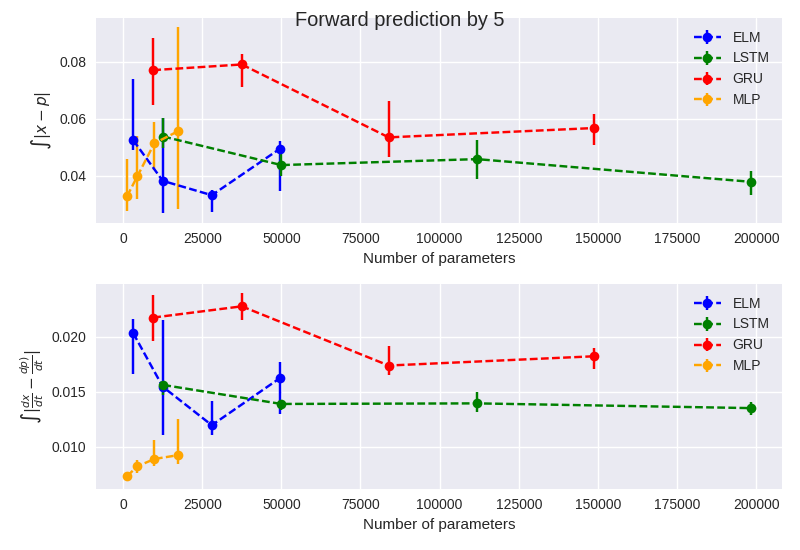 Forward prediction by 5
∫|x − p|
0.08
0.06
0.04
ELM
LSTM
GRU
MLP
0 25000 50000 75000 100000 125000 150000 175000 200000
Number of parameters
∫|dx/dt − dp)/dt|
0.020
0.015
0.010
ELM
LSTM
GRU
MLP
0 25000 50000 75000 100000 125000 150000 175000 200000
Number of parameters